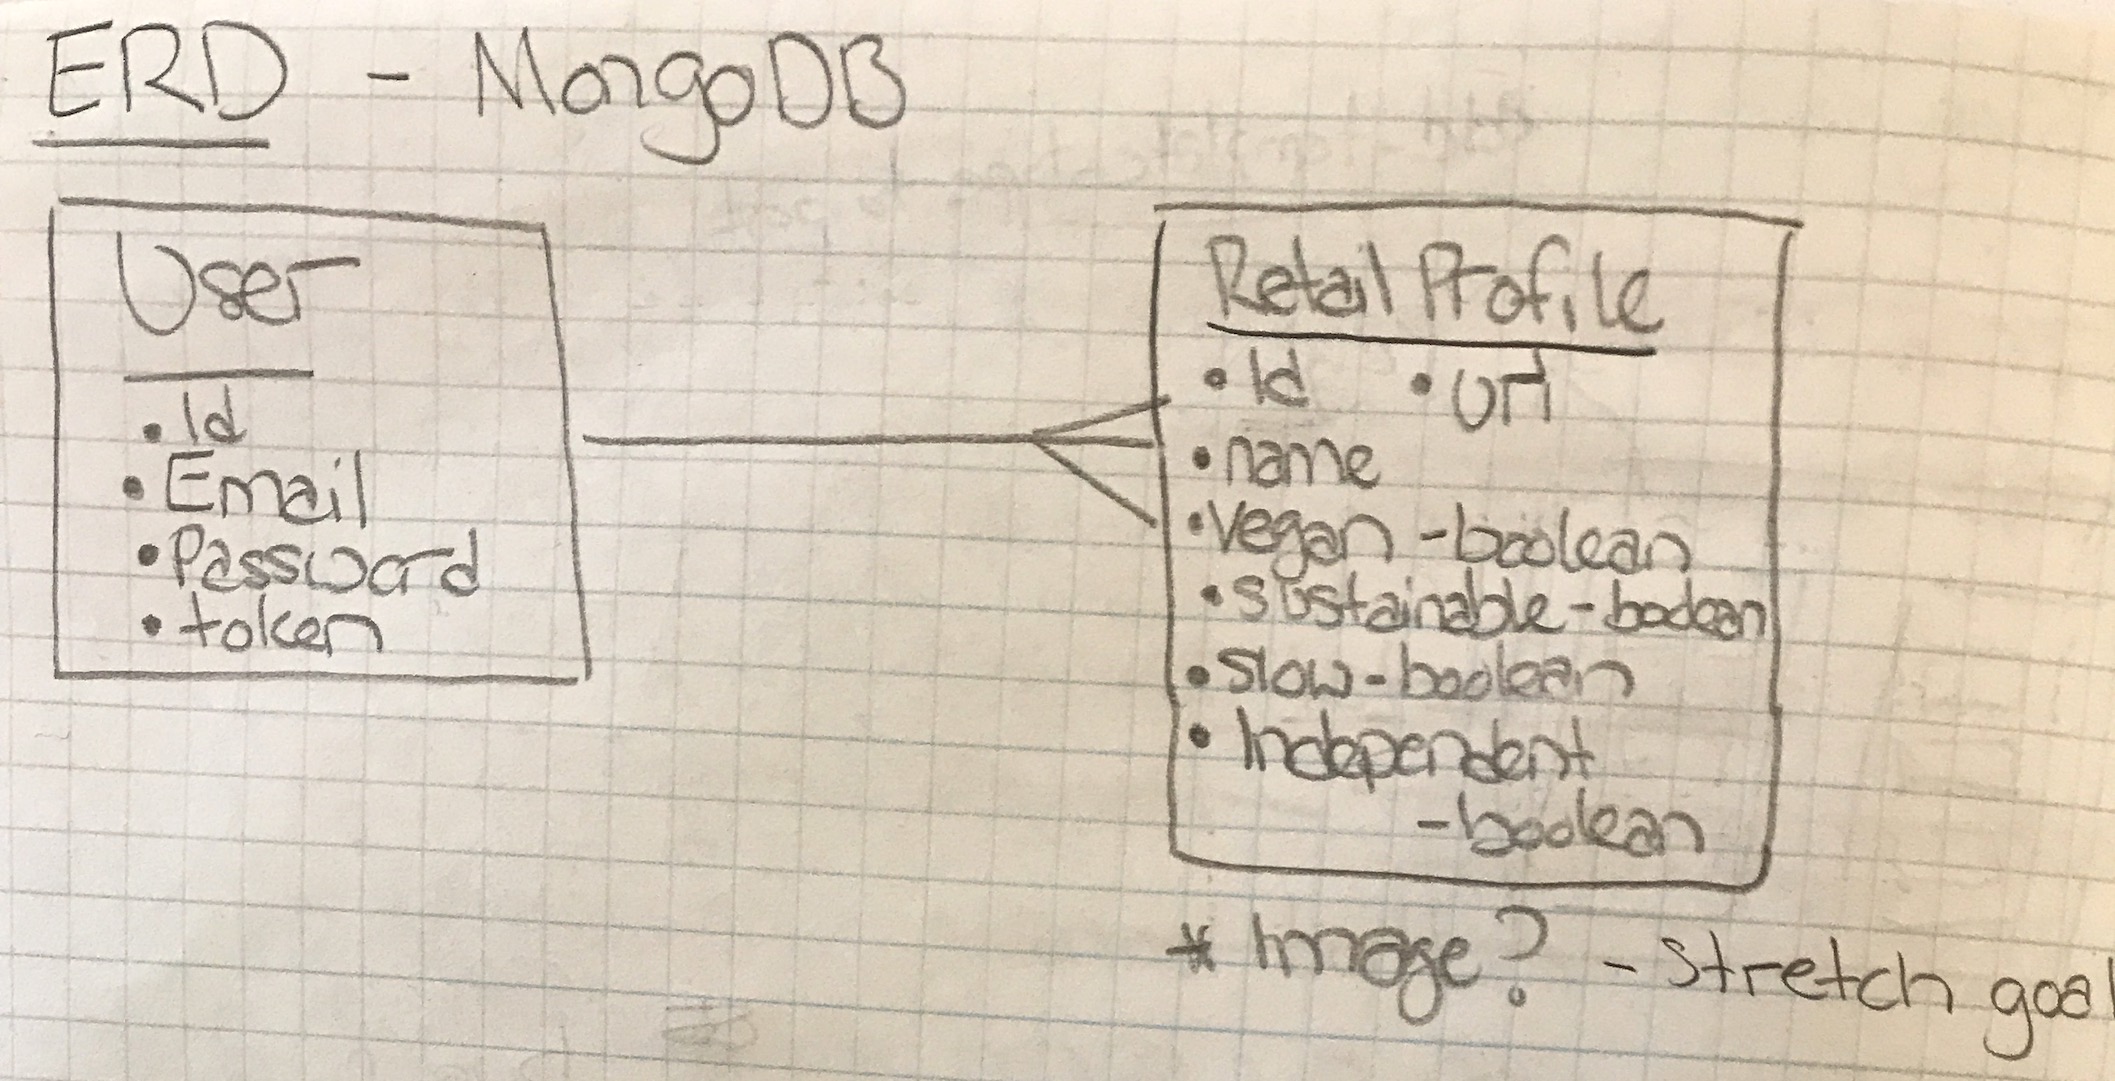 ERD - MongoDB
User
• Id
• Email
• Password
• token
Retail Profile
• Id • url
• name
• Vegan - boolean
• Sustainable - boolean
• Slow - boolean
• Independent
- boolean
* Image? - Stretch goal